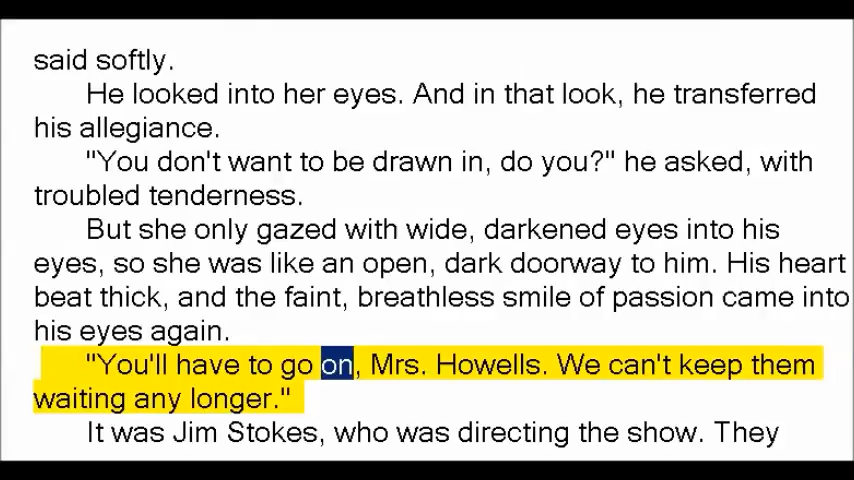 said softly.
He looked into her eyes. And in that look, he transferred
his allegiance.
"You don't want to be drawn in, do you?" he asked, with
troubled tenderness.
But she only gazed with wide, darkened eyes into his
eyes, so she was like an open, dark doorway to him. His heart
beat thick, and the faint, breathless smile of passion came into
his eyes again.
"You'll have to go on, Mrs. Howells. We can't keep them
waiting any longer."
It was Jim Stokes, who was directing the show. They